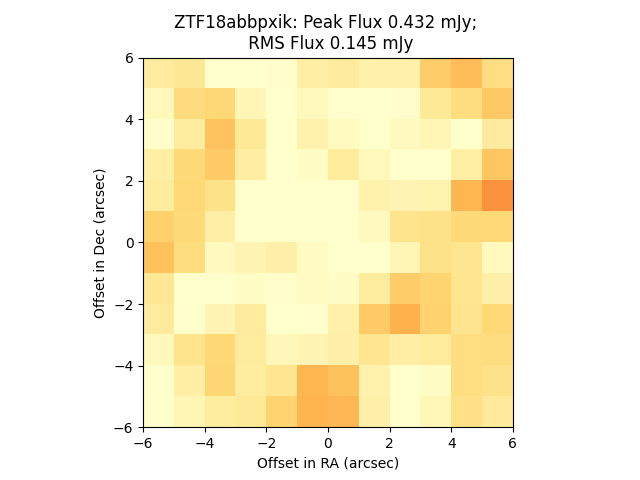 ZTF18abbpxik: Peak Flux 0.432 mJy;
RMS Flux 0.145 mJy
6
4
2
0
−2
−4
−6
Offset in Dec (arcsec)
−6 −4 −2 0 2 4 6
Offset in RA (arcsec)